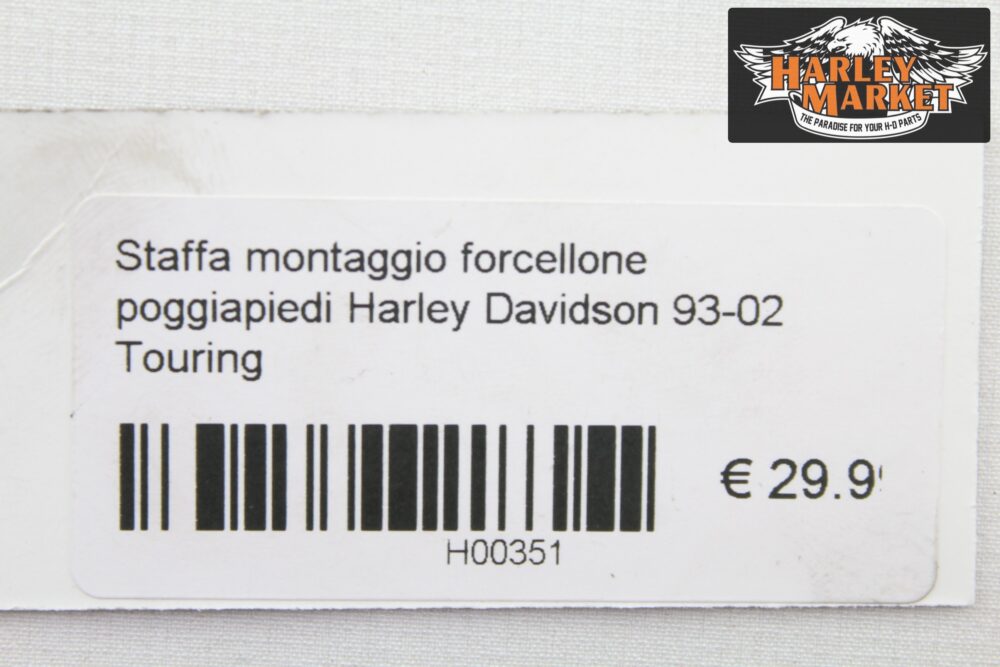 HARLEY
MARKET
THE PARADISE FOR YOUR H-D PARTS
Staffa montaggio forcellone
poggiapiedi Harley Davidson 93-02
Touring
€ 29.9
H00351